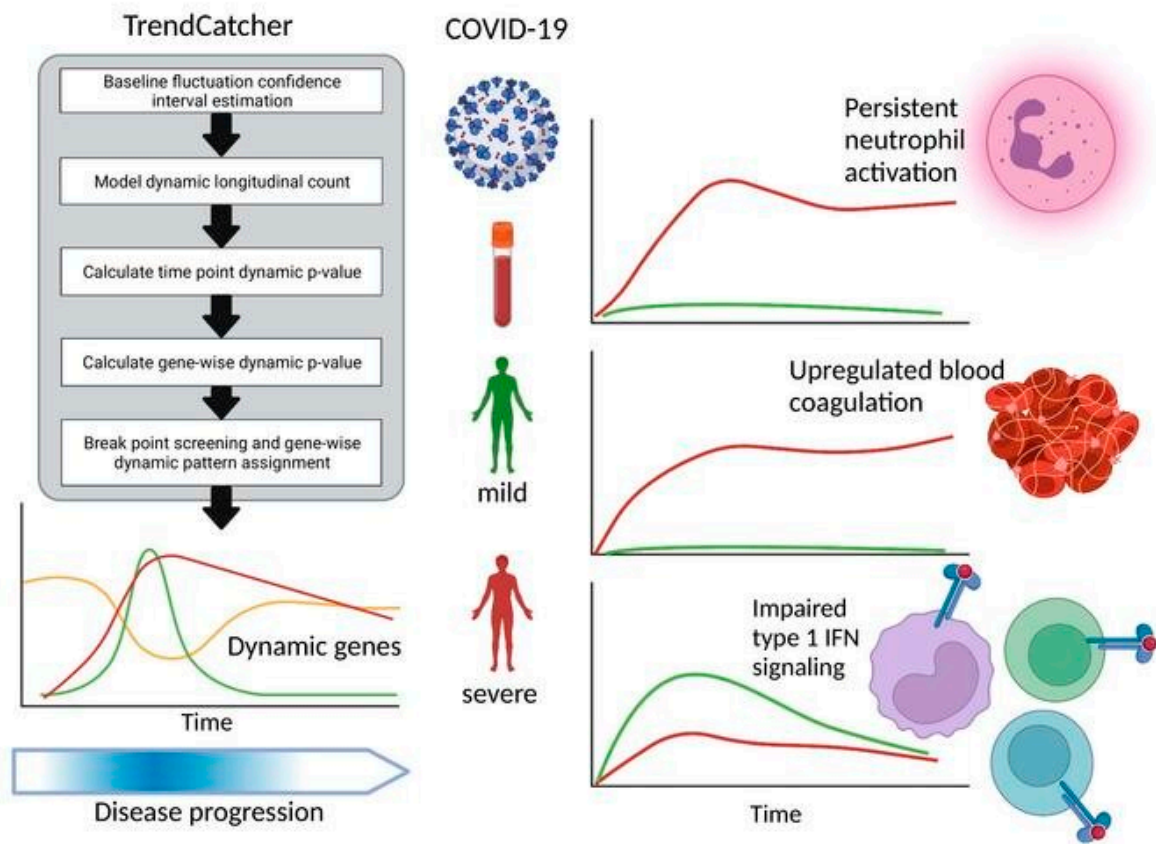 TrendCatcher
Baseline fluctuation confidence
interval estimation
Model dynamic longitudinal count
Calculate time point dynamic p-value
Calculate gene-wise dynamic p-value
Break point screening and gene-wise
dynamic pattern assignment
Dynamic genes
Time
Disease progression
COVID-19
mild
severe
Persistent
neutrophil
activation
Upregulated blood
coagulation
Impaired
type 1 IFN
signaling
Time